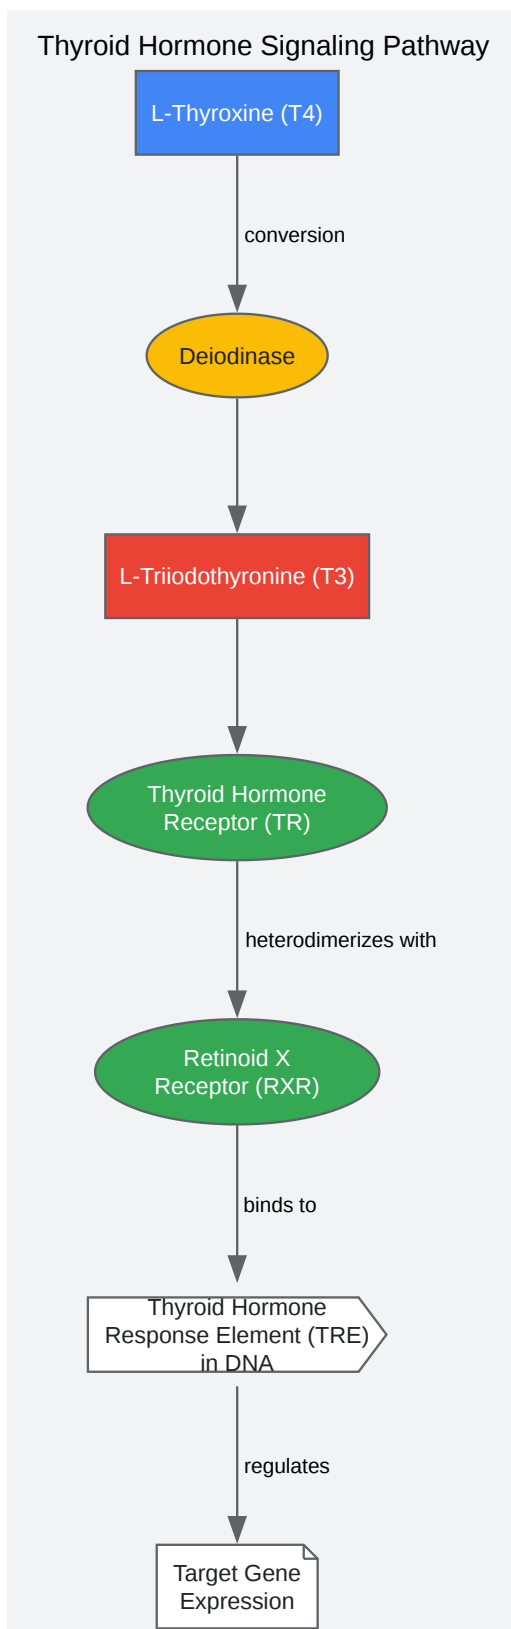 Thyroid Hormone Signaling Pathway
L-Thyroxine (T4)
conversion
Deiodinase
L-Triiodothyronine (T3)
Thyroid Hormone
Receptor (TR)
heterodimerizes with
Retinoid X
Receptor (RXR)
binds to
Thyroid Hormone
Response Element (TRE)
in DNA
regulates
Target Gene
Expression